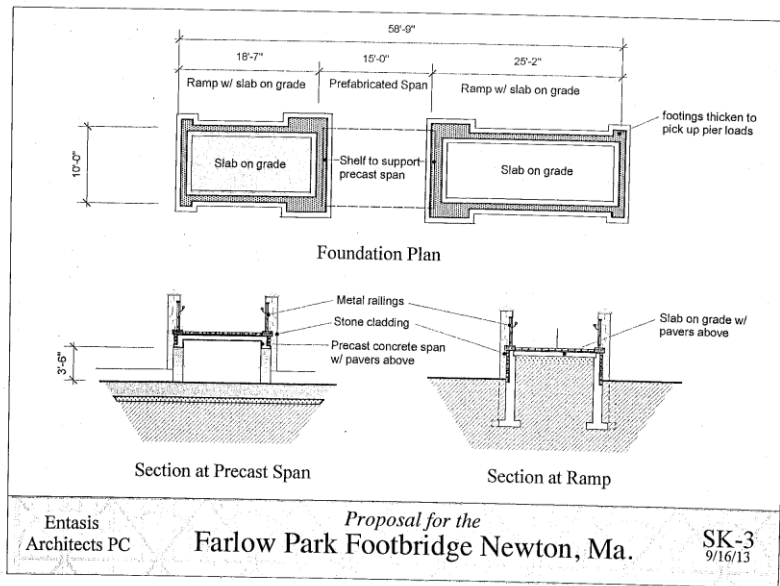 58'-9"
18'-7"
15'-0"
25'-2"
Ramp w/ slab on grade
Prefabricated Span
Ramp w/ slab on grade
footings thicken to
pick up pier loads
10'-0"
Slab on grade
Shelf to support
precast span
Slab on grade
Foundation Plan
Metal railings
Stone cladding
Precast concrete span
w/ pavers above
3'-6"
Slab on grade w/
pavers above
Section at Precast Span
Section at Ramp
Entasis
Architects PC
Proposal for the
Farlow Park Footbridge Newton, Ma.
SK-3
9/16/13